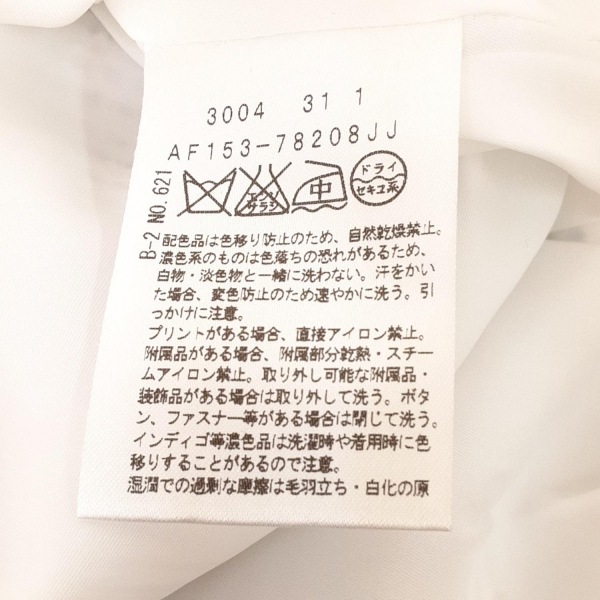 3004 31 1
AF153-78208JJ
エンソ
サラシ
中
ドライ
セキユ系
B-2 NO.621
配色品は色移り防止のため、自然乾燥禁止。
濃色系のものは色落ちの恐れがあるため、
白物・淡色物と一緒に洗わない。汗をかい
た場合、変色防止のため速やかに洗う。引
っかけに注意。
プリントがある場合、直接アイロン禁止。
附属品がある場合、附属部分乾熱・スチー
ムアイロン禁止。取り外し可能な附属品・
装飾品がある場合は取り外して洗う。ボタ
ン、ファスナー等がある場合は閉じて洗う。
インディゴ等濃色品は洗濯時や着用時に色
移りすることがあるので注意。
湿潤での過剰な摩擦は毛羽立ち・白化の原